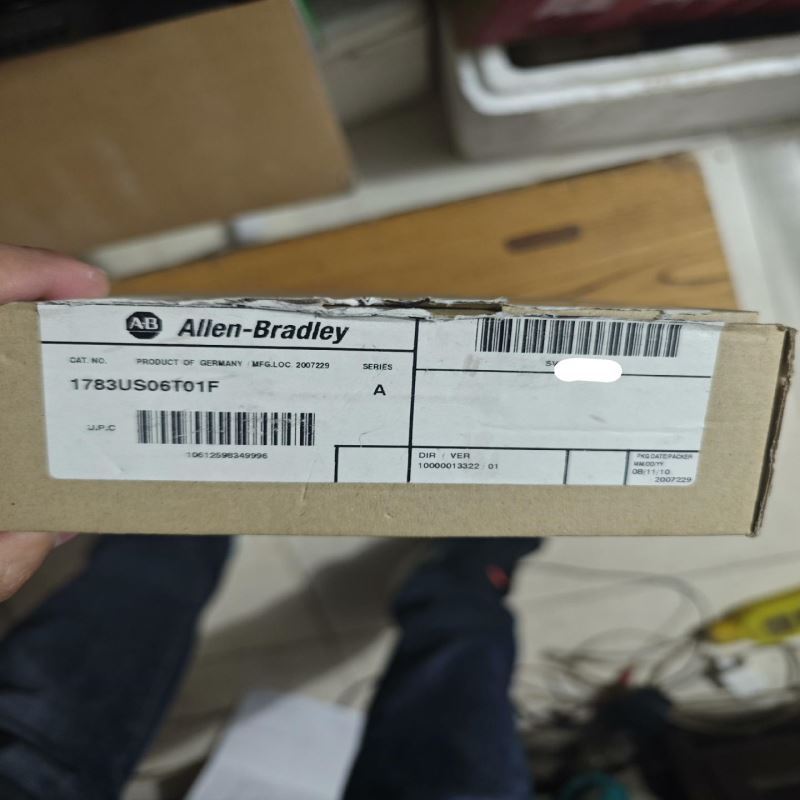 A·B Allen-Bradley
CAT. NO. PRODUCT OF GERMANY / MFG.LOC 2007229 SERIES
1783US06T01F A
U.P.C
10612598349996
SV
DIR / VER
10000013322 / 01
PKG DATE/PACKER
MM/DD/YY
08/11/10
2007229